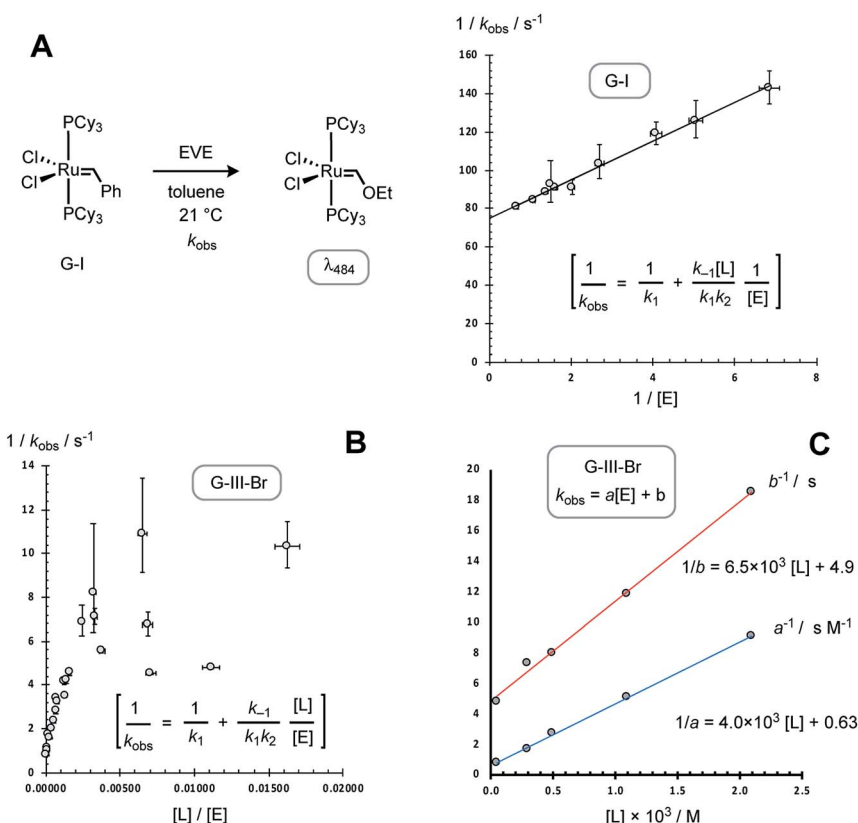 A
PCy3
Cl
Cl
Ru
Ph
PCy3
G-I
EVE
toluene
21 °C
kobs
PCy3
Cl
Cl
Ru
OEt
PCy3
λ484
1 / kobs / s-1
G-I
160
140
120
100
80
60
40
20
0
1/kobs = 1/k1 + k–1[L]/k1k2 1/[E]
0 2 4 6 8
1 / [E]
B
1 / kobs / s-1
G-III-Br
14
12
10
8
6
4
2
0
1/kobs = 1/k1 + k–1/k1k2 [L]/[E]
0.00000 0.00500 0.01000 0.01500 0.02000
[L] / [E]
C
G-III-Br
kobs = a[E] + b
20
18
16
14
12
10
8
6
4
2
0
b-1 / s
1/b = 6.5×103 [L] + 4.9
a-1 / s M-1
1/a = 4.0×103 [L] + 0.63
0.0 0.5 1.0 1.5 2.0 2.5
[L] × 103 / M